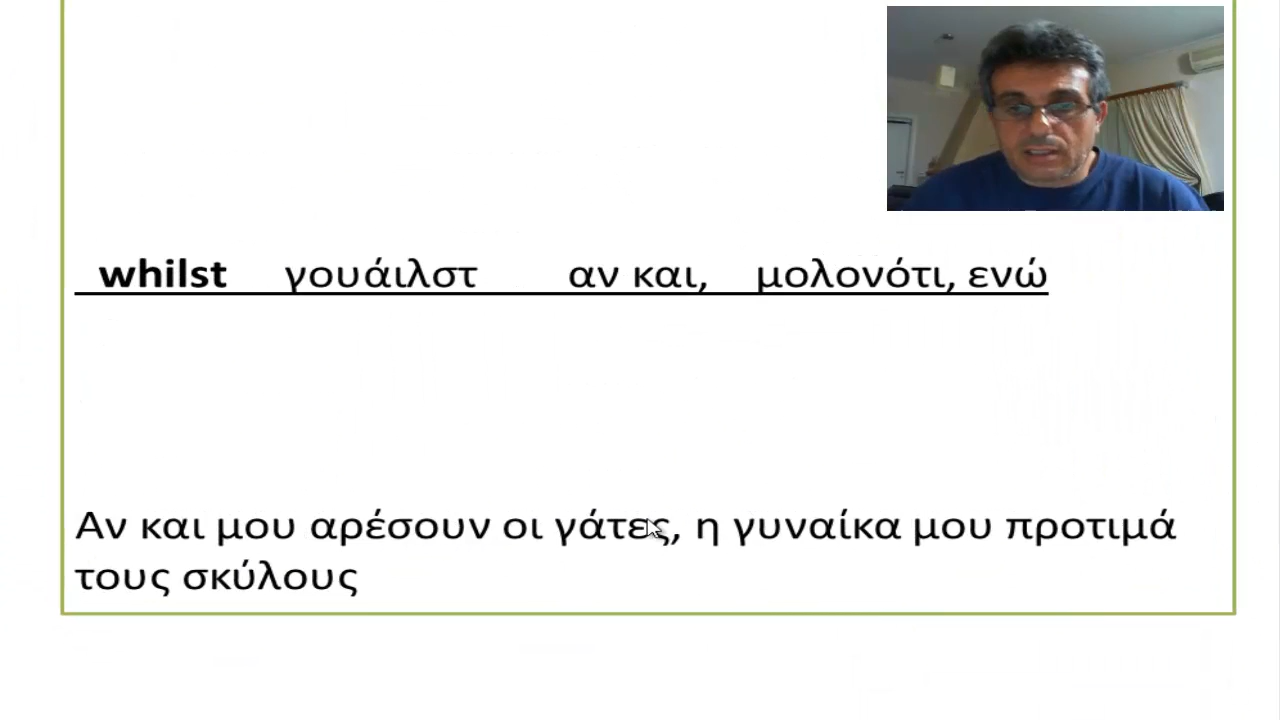 whilst γουάιλστ αν και, μολονότι, ενώ
Αν και μου αρέσουν οι γάτες, η γυναίκα μου προτιμά
τους σκύλους